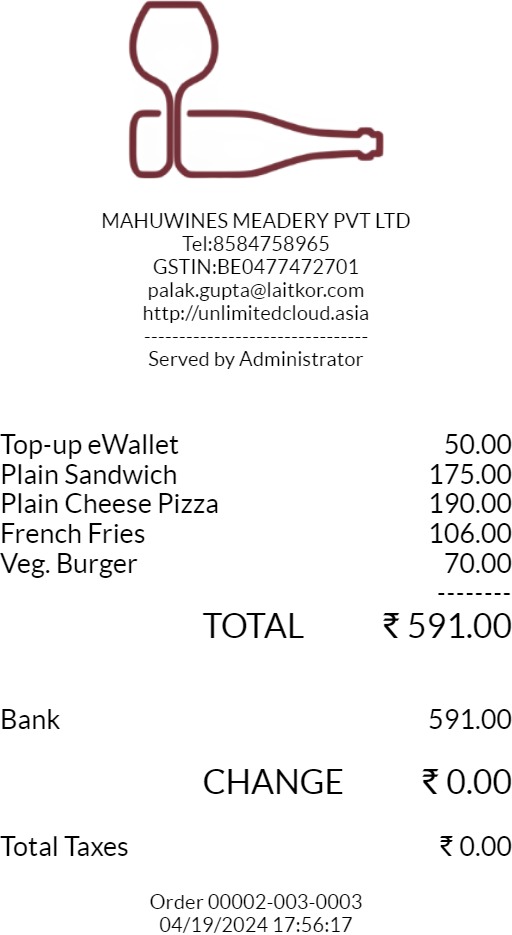 MAHUWINES MEADERY PVT LTD
Tel:8584758965
GSTIN:BE0477472701
palak.gupta@laitkor.com
http://unlimitedcloud.asia
--------------------------------
Served by Administrator
Top-up eWallet 50.00
Plain Sandwich 175.00
Plain Cheese Pizza 190.00
French Fries 106.00
Veg. Burger 70.00
--------
TOTAL ₹ 591.00
Bank 591.00
CHANGE ₹ 0.00
Total Taxes ₹ 0.00
Order 00002-003-0003
04/19/2024 17:56:17